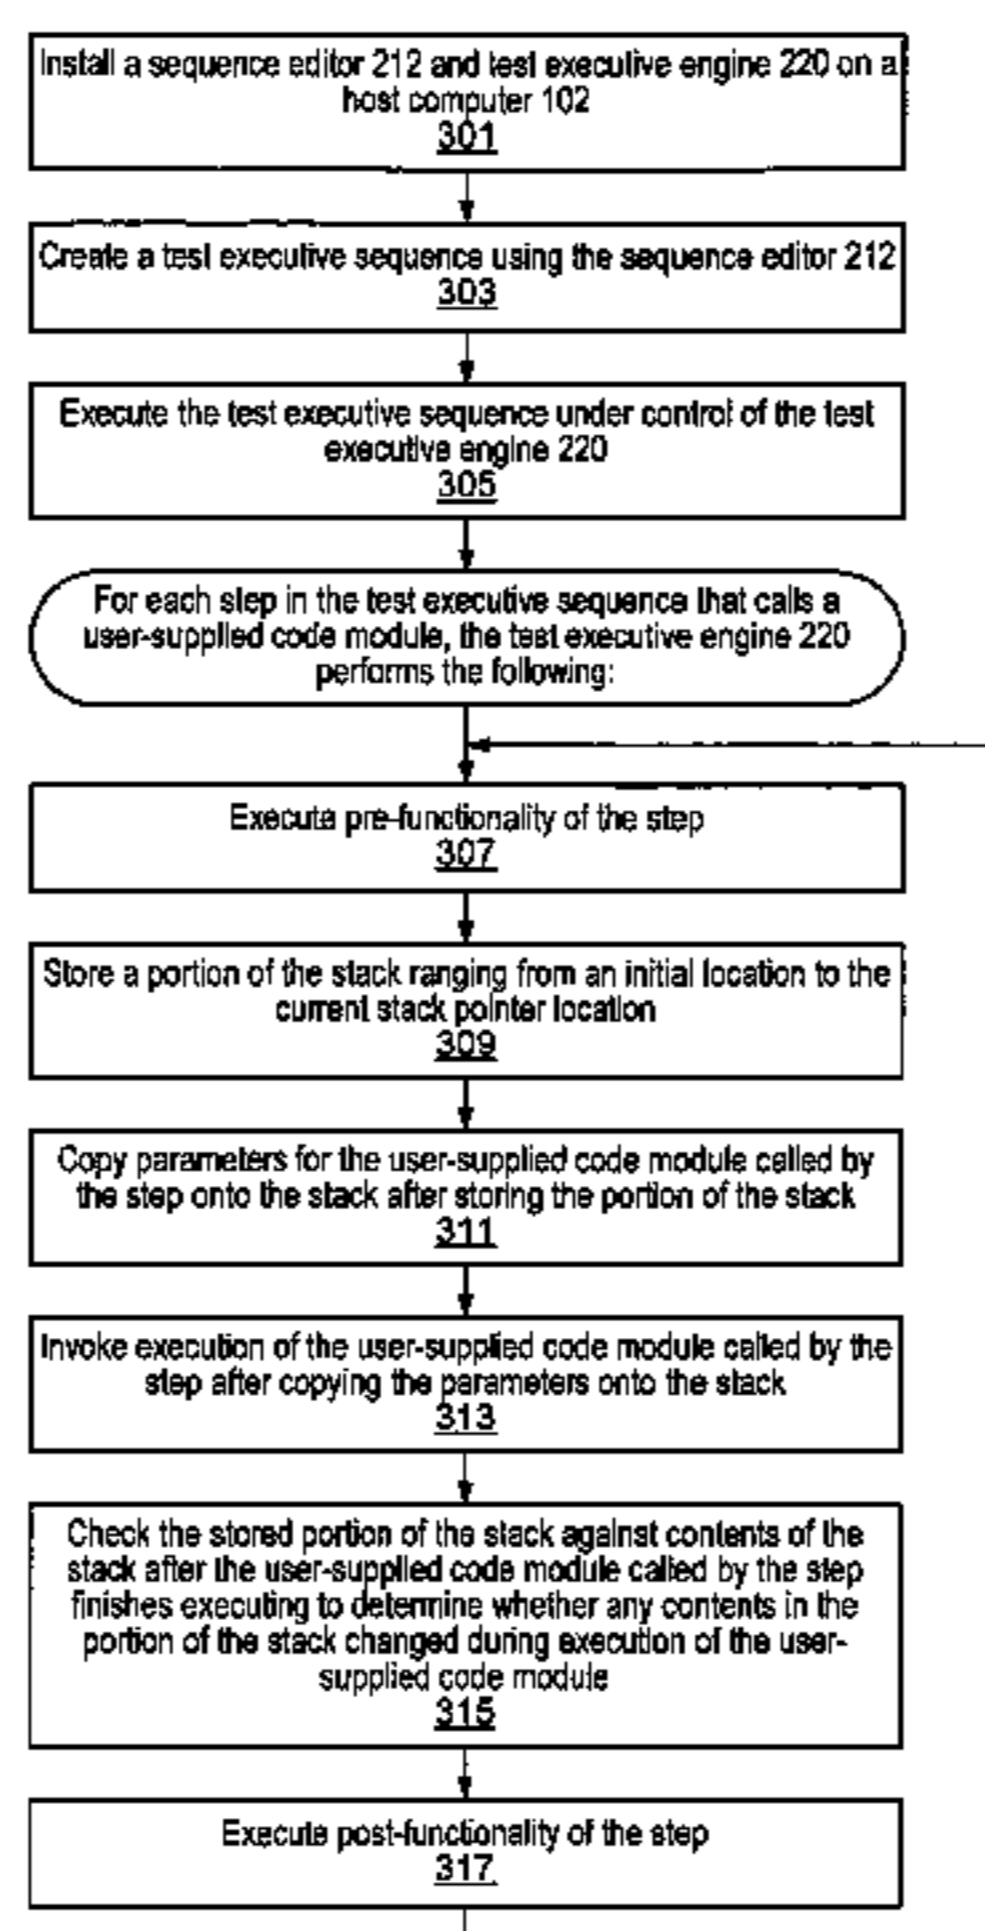 Install a sequence editor 212 and test executive engine 220 on a
host computer 102
301
Create a test executive sequence using the sequence editor 212
303
Execute the test executive sequence under control of the test
executive engine 220
305
For each step in the test executive sequence that calls a
user-supplied code module, the test executive engine 220
performs the following:
Execute pre-functionality of the step
307
Store a portion of the stack ranging from an initial location to the
current stack pointer location
309
Copy parameters for the user-supplied code module called by
the step onto the stack after storing the portion of the stack
311
Invoke execution of the user-supplied code module called by the
step after copying the parameters onto the stack
313
Check the stored portion of the stack against contents of the
stack after the user-supplied code module called by the step
finishes executing to determine whether any contents in the
portion of the stack changed during execution of the user-
supplied code module
315
Execute post-functionality of the step
317